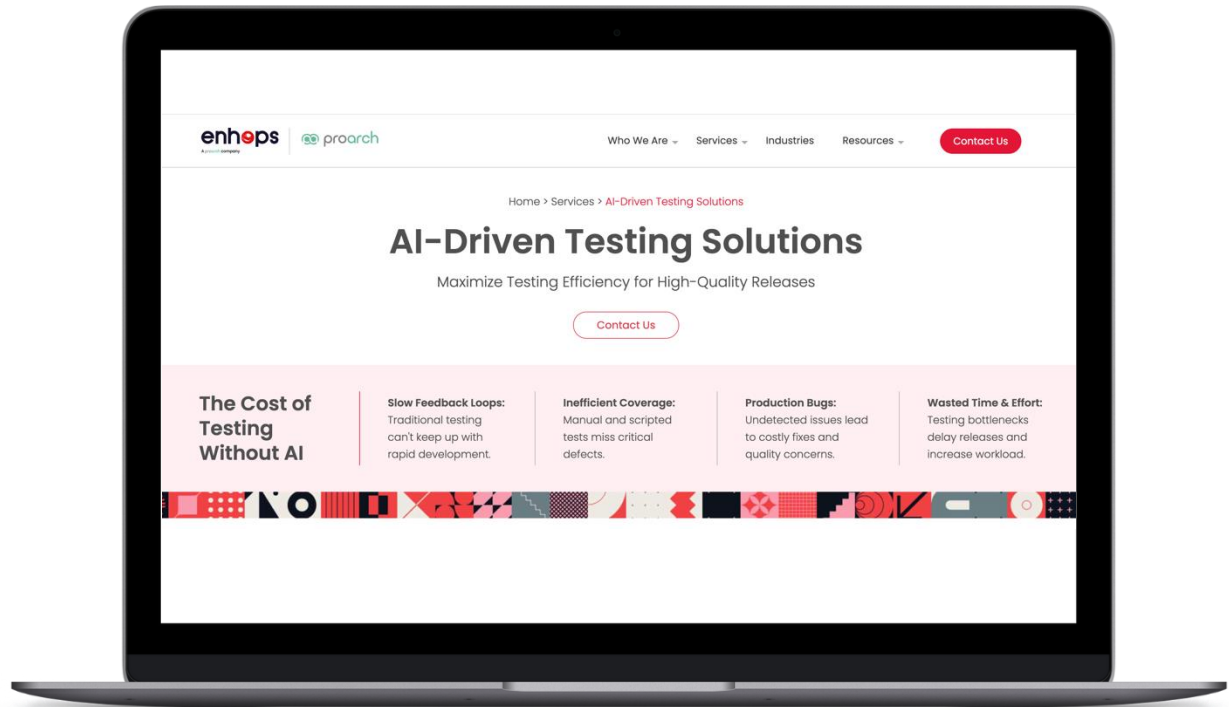 enhops
A proarch company
proarch
Who We Are
Services
Industries
Resources
Contact Us
Home > Services > AI-Driven Testing Solutions
AI-Driven Testing Solutions
Maximize Testing Efficiency for High-Quality Releases
Contact Us
The Cost of
Testing
Without AI
Slow Feedback Loops:
Traditional testing
can't keep up with
rapid development.
Inefficient Coverage:
Manual and scripted
tests miss critical
defects.
Production Bugs:
Undetected issues lead
to costly fixes and
quality concerns.
Wasted Time & Effort:
Testing bottlenecks
delay releases and
increase workload.